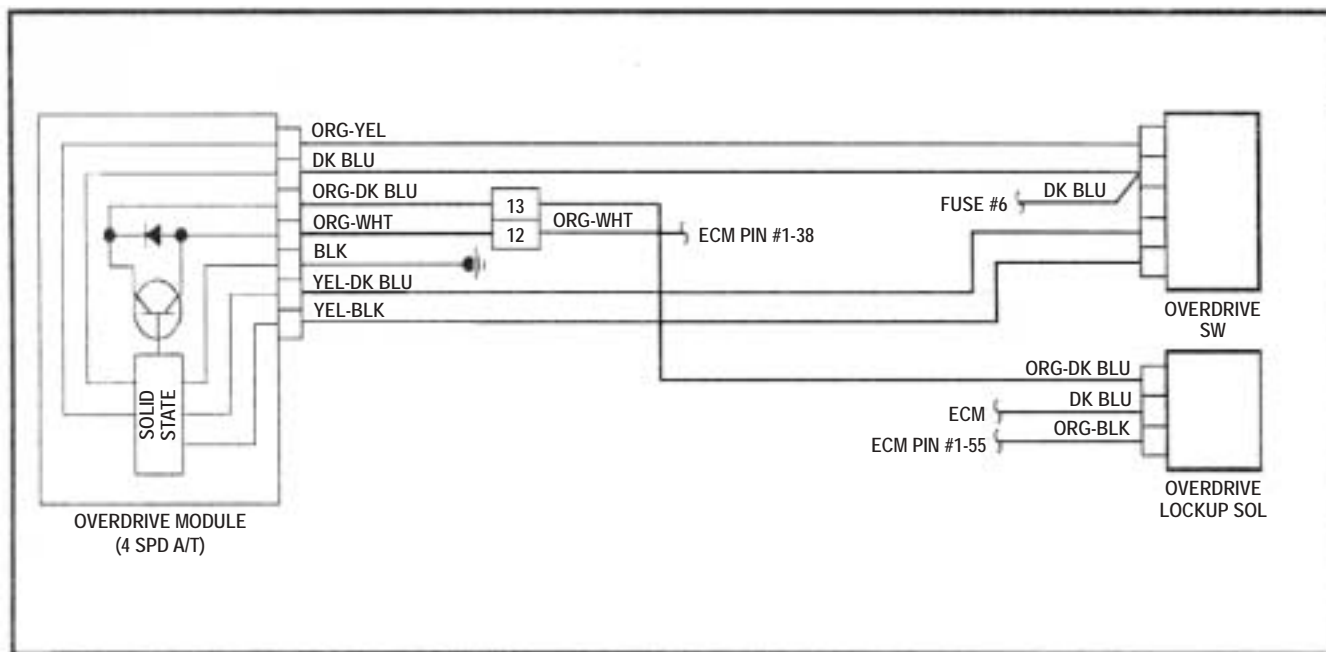 ORG-YEL
DK BLU
ORG-DK BLU
ORG-WHT
BLK
YEL-DK BLU
YEL-BLK
13
12
ORG-WHT
ECM PIN #1-38
FUSE #6
DK BLU
OVERDRIVE
SW
SOLID
STATE
OVERDRIVE MODULE
(4 SPD A/T)
ORG-DK BLU
ECM
DK BLU
ECM PIN #1-55
ORG-BLK
OVERDRIVE
LOCKUP SOL